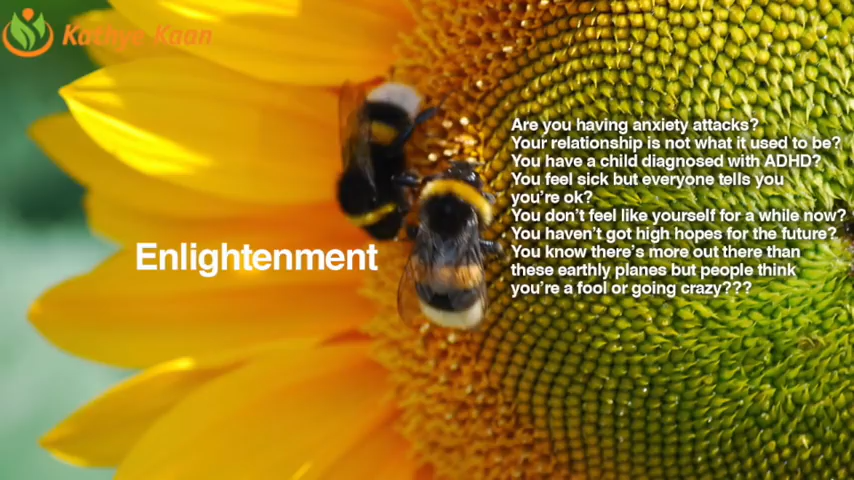 Kathye Kaan
Are you having anxiety attacks?
Your relationship is not what it used to be?
You have a child diagnosed with ADHD?
You feel sick but everyone tells you
you're ok?
You don't feel like yourself for a while now?
You haven't got high hopes for the future?
You know there's more out there than
these earthly planes but people think
you're a fool or going crazy???
Enlightenment